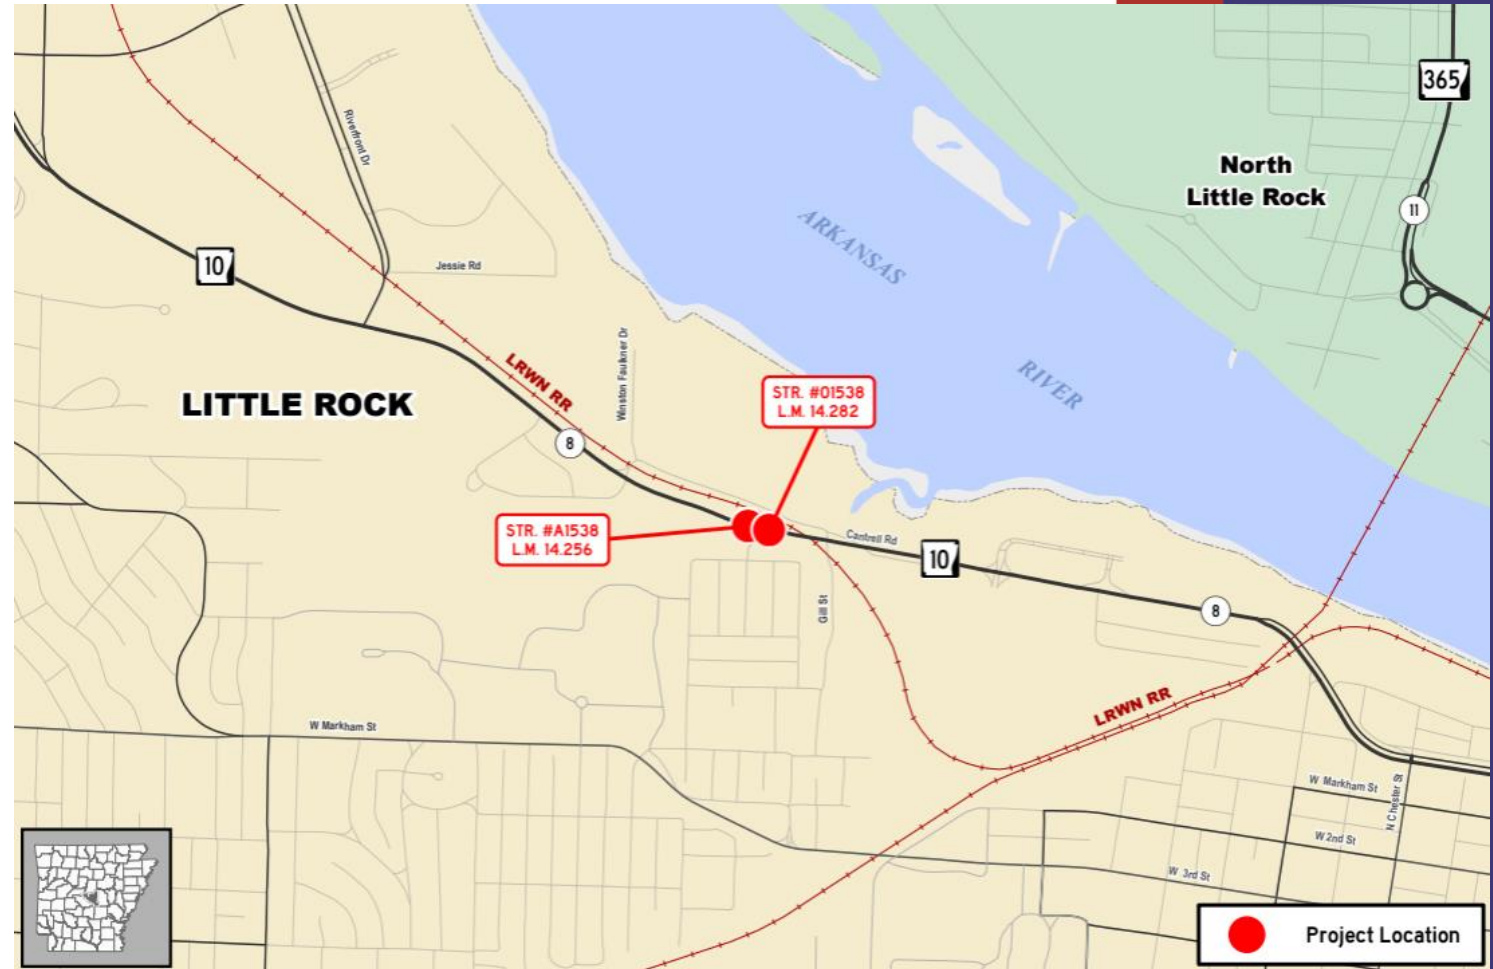 365
North
Little Rock
11
Riverfront Dr
ARKANSAS
10
Jessie Rd
RIVER
LRWN RR
Winston Faulkner Dr
STR. #01538
L.M. 14.282
LITTLE ROCK
8
STR. #A1538
L.M. 14.256
Cantrell Rd
10
Gill St
8
LRWN RR
W Markham St
W Markham St
N Chester St
W 2nd St
W 3rd St
Project Location